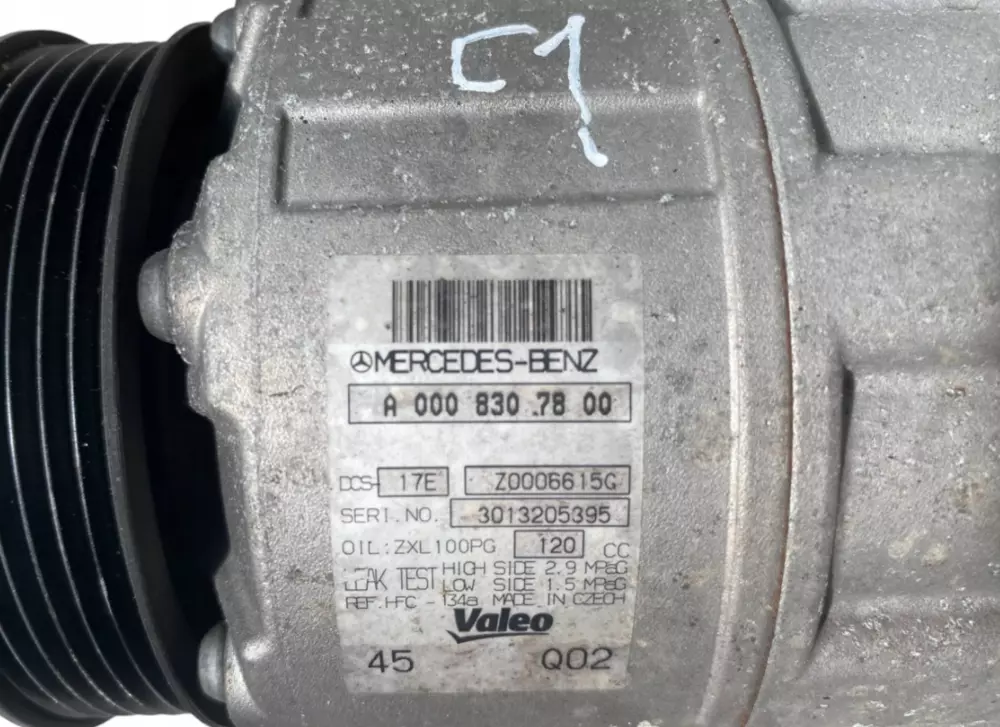 C1
MERCEDES-BENZ
A 000 830 78 00
DCS-17E Z0006615G
SERI.NO. 3013205395
OIL:ZXL100PG 120 CC
LEAK TEST HIGH SIDE 2.9 MPaG
LOW SIDE 1.5 MPaG
REF.HFC-134a MADE IN CZECH
Valeo
45 Q02